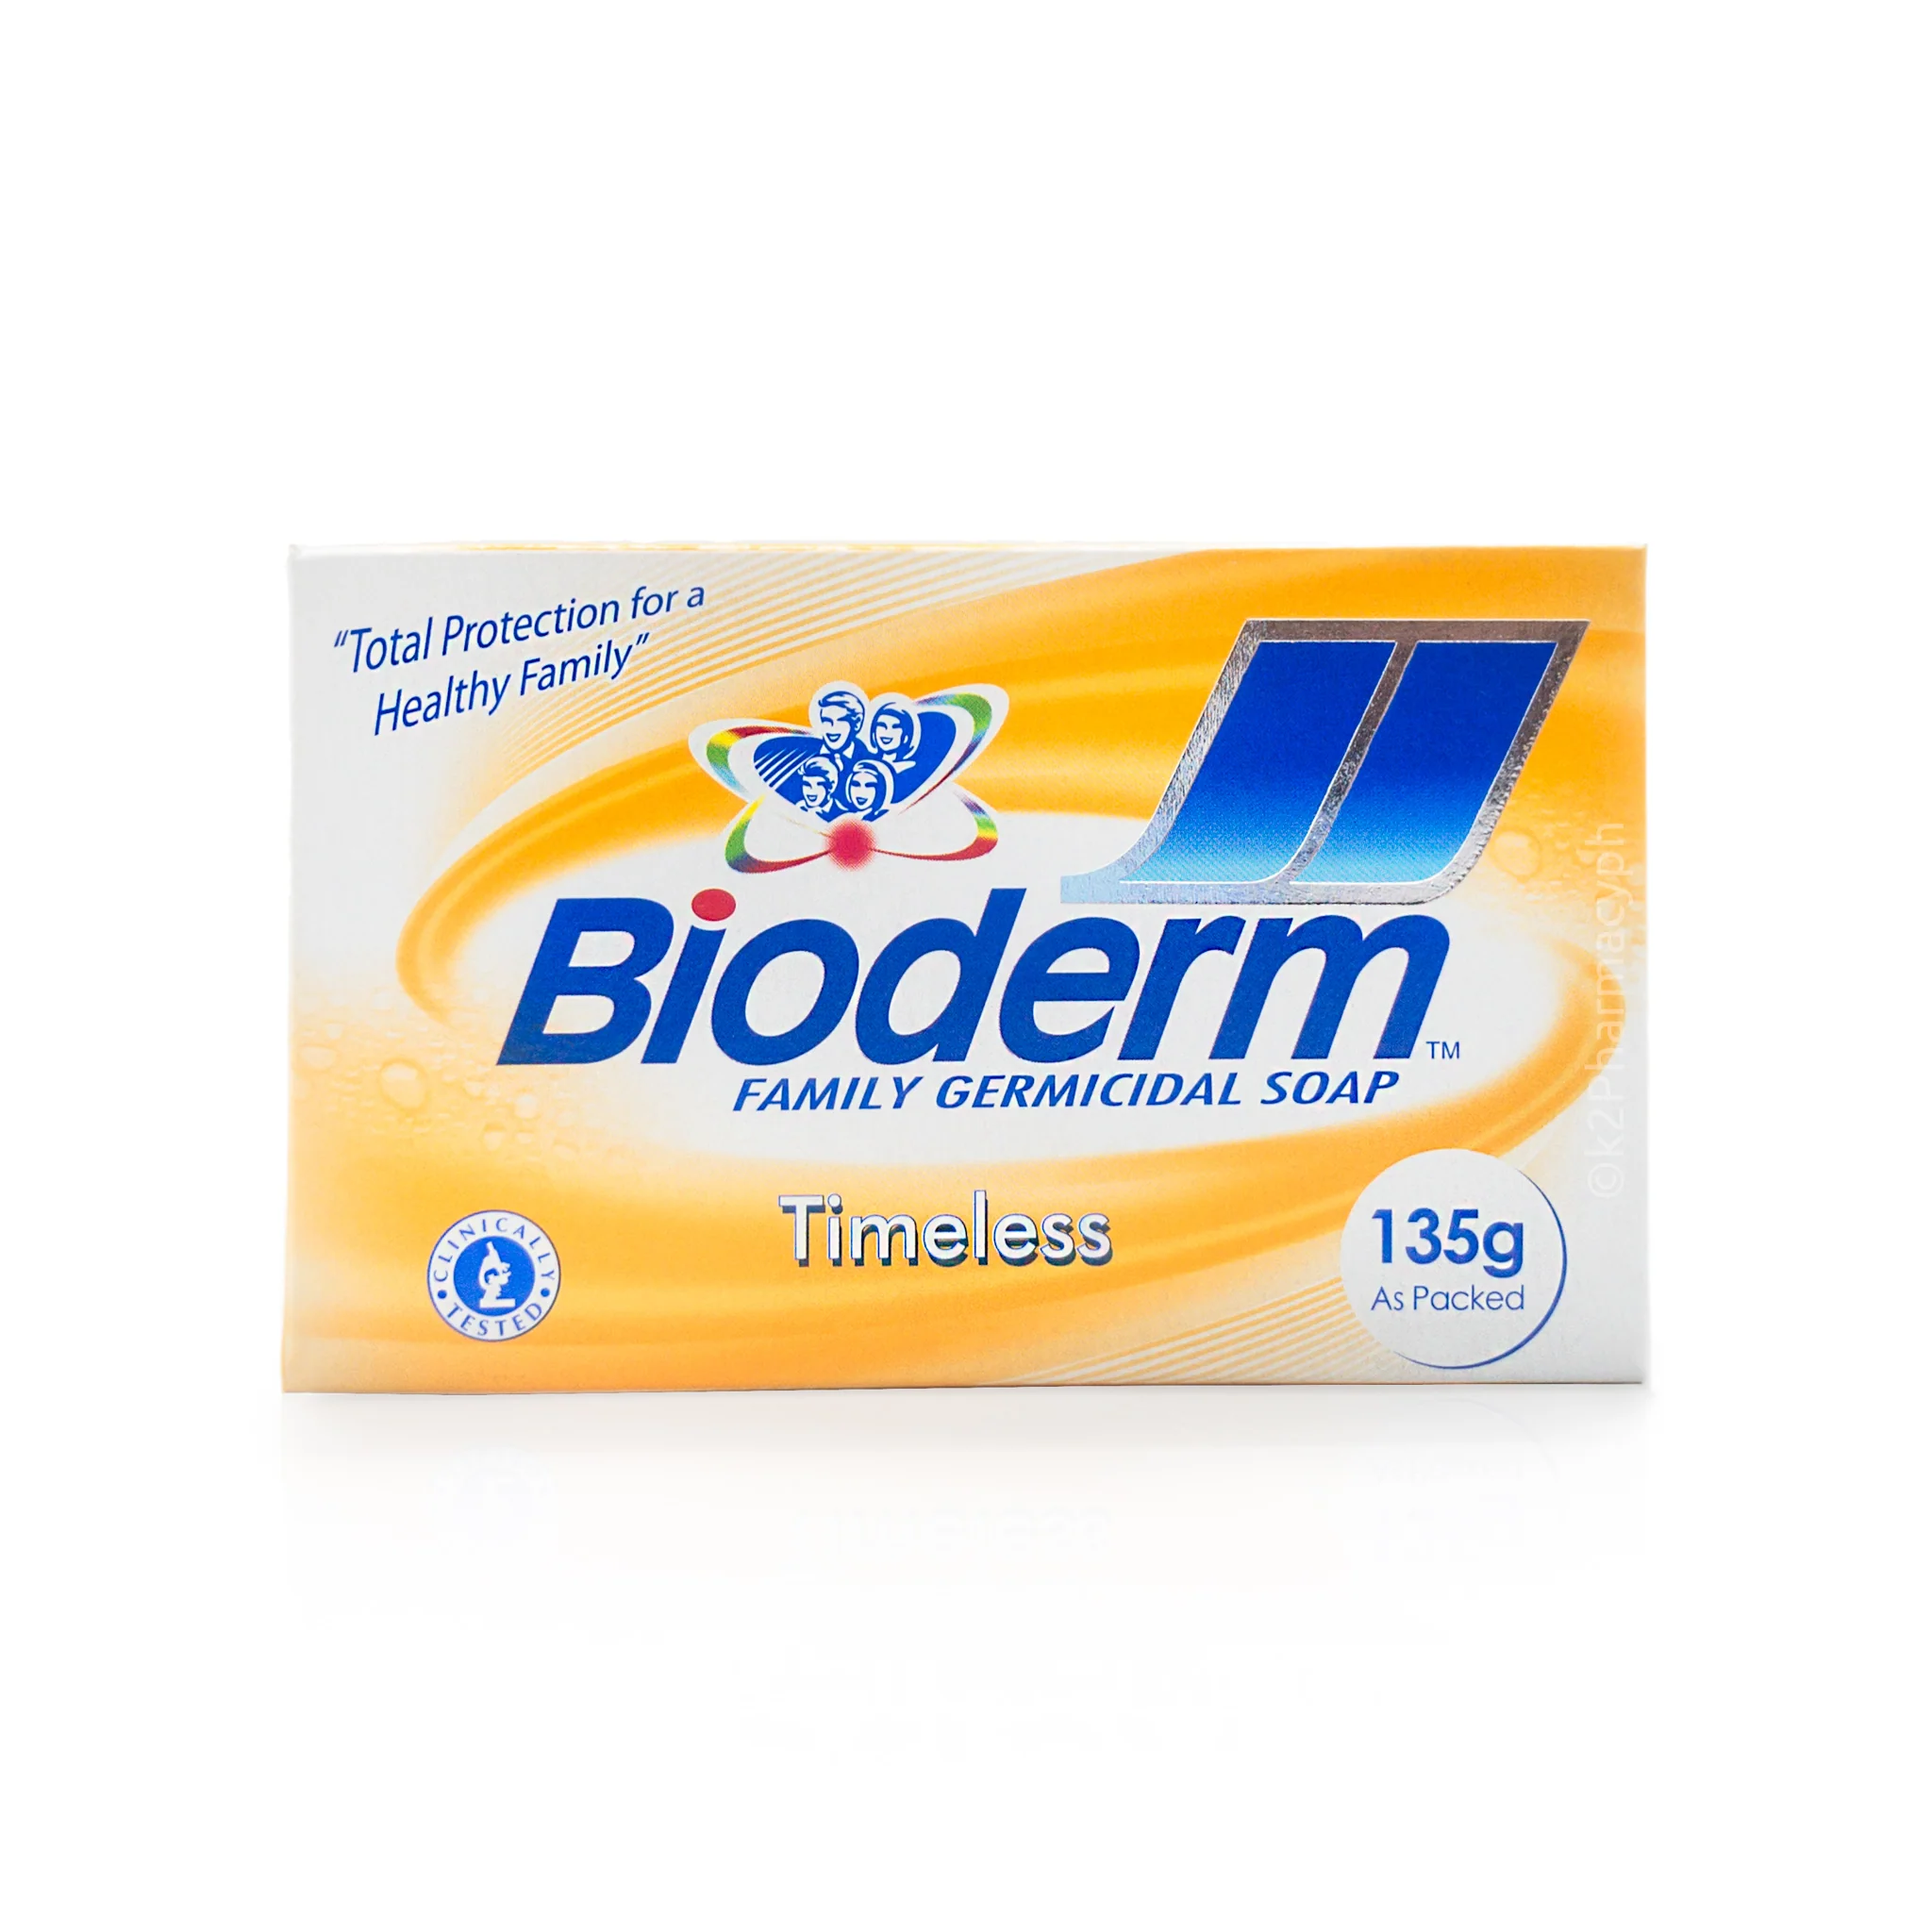 "Total Protection for a
Healthy Family"
Bioderm™
FAMILY GERMICIDAL SOAP
Timeless
CLINICALLY
TESTED
135g
As Packed
©k2Pharmacyph